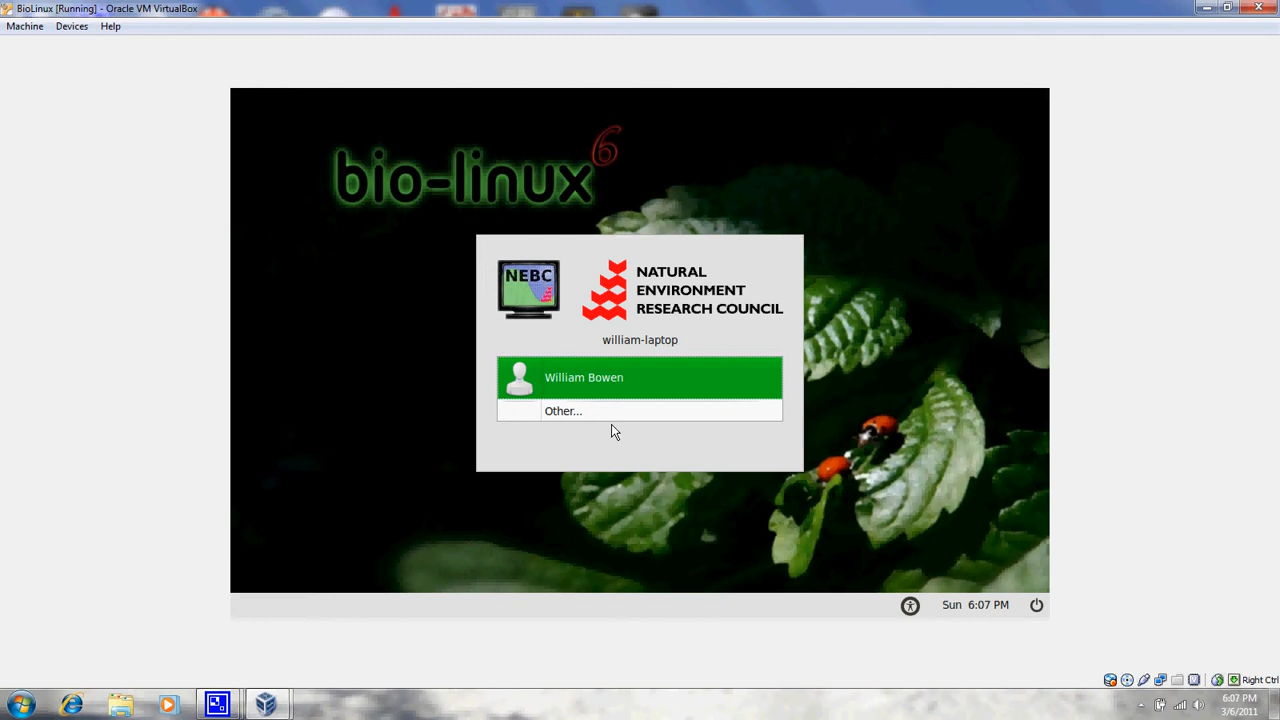 BioLinux [Running] - Oracle VM VirtualBox
Machine Devices Help
bio-linux 6
NEBC
NATURAL
ENVIRONMENT
RESEARCH COUNCIL
william-laptop
William Bowen
Other...
Sun 6:07 PM
Right Ctrl
6:07 PM
3/6/2011